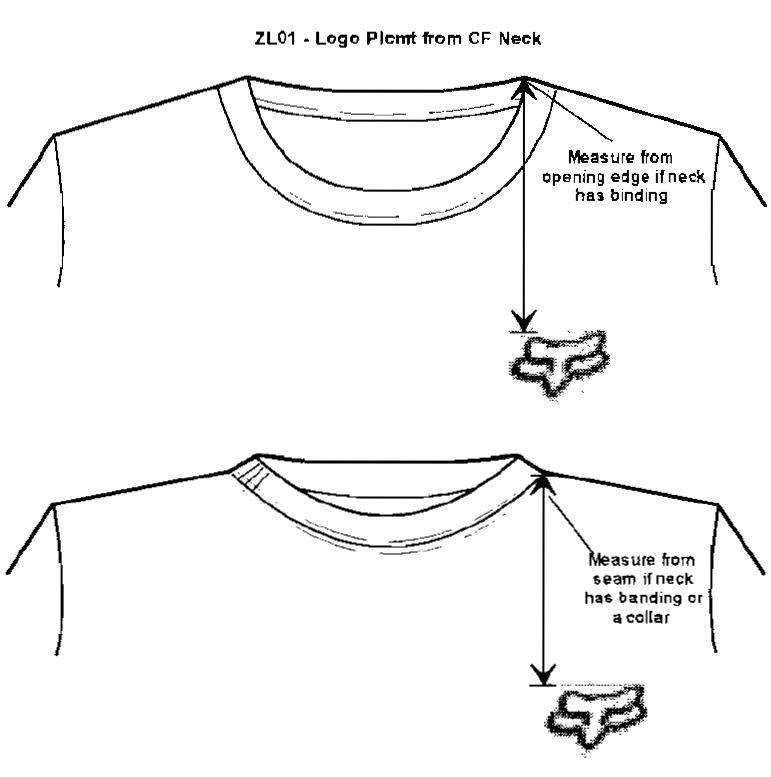 ZL01 - Logo Plcmt from CF Neck
Measure from
opening edge if neck
has binding
Measure from
seam if neck
has banding or
a collar